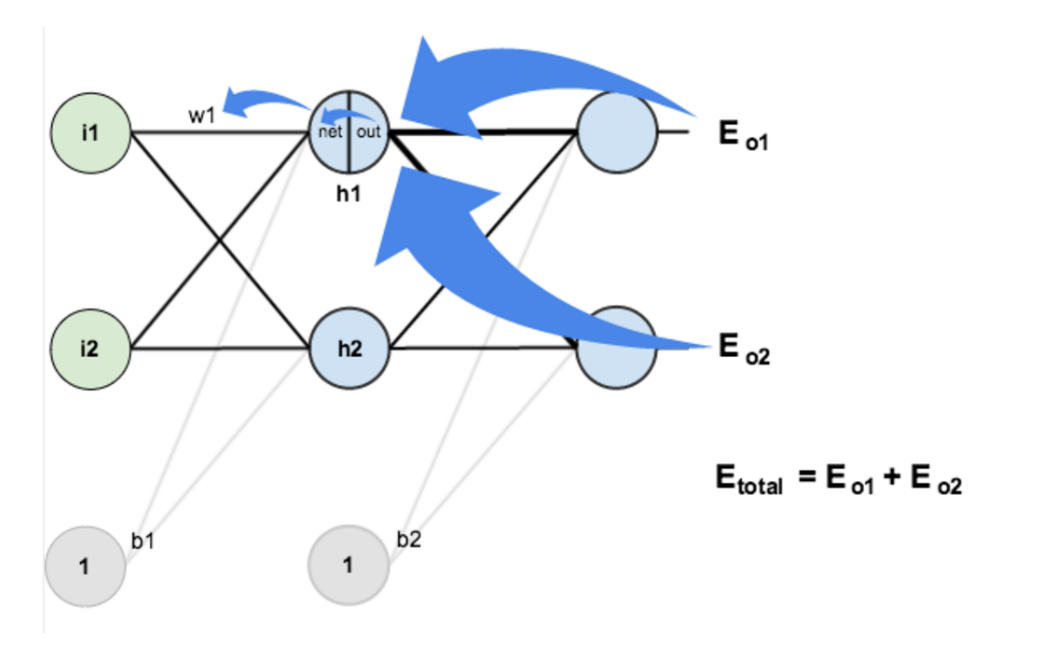 w1
i1
net
out
E o1
h1
i2
h2
E o2
E total = E o1 + E o2
1
b1
1
b2